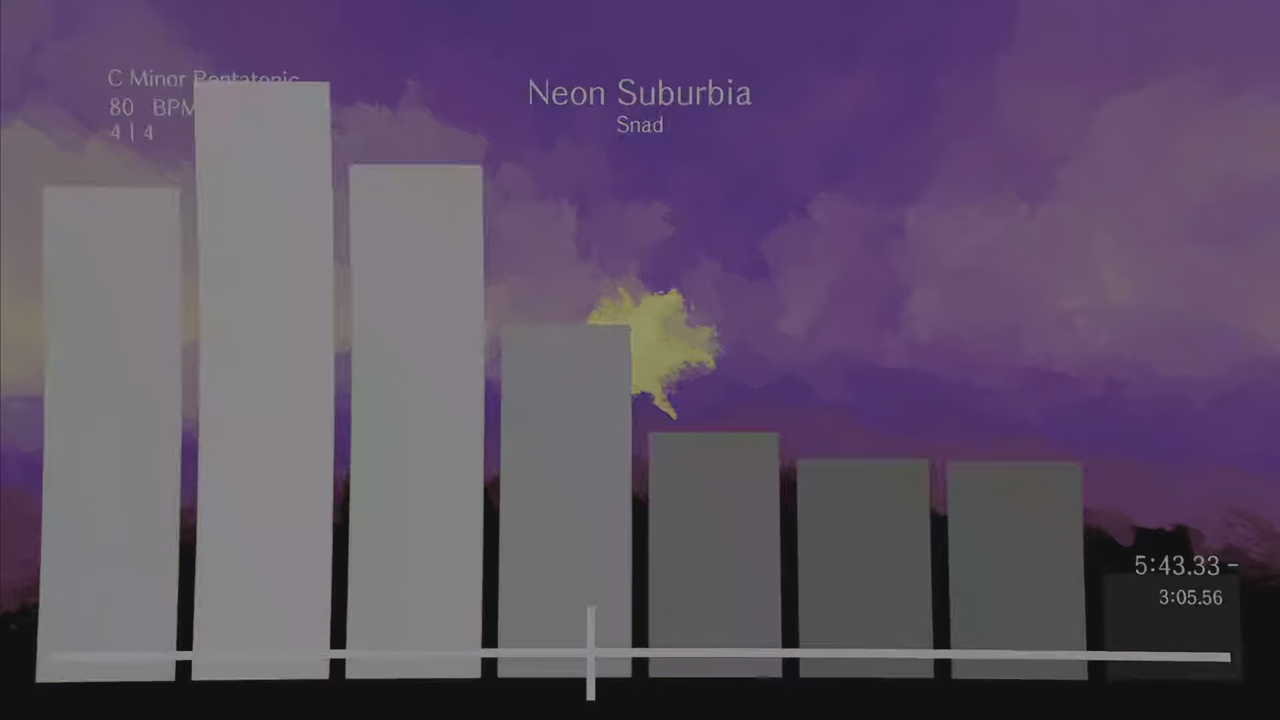 C Minor Pentatonic
80 BPM
4 | 4
Neon Suburbia
Snad
5:43.33 –
3:05.56